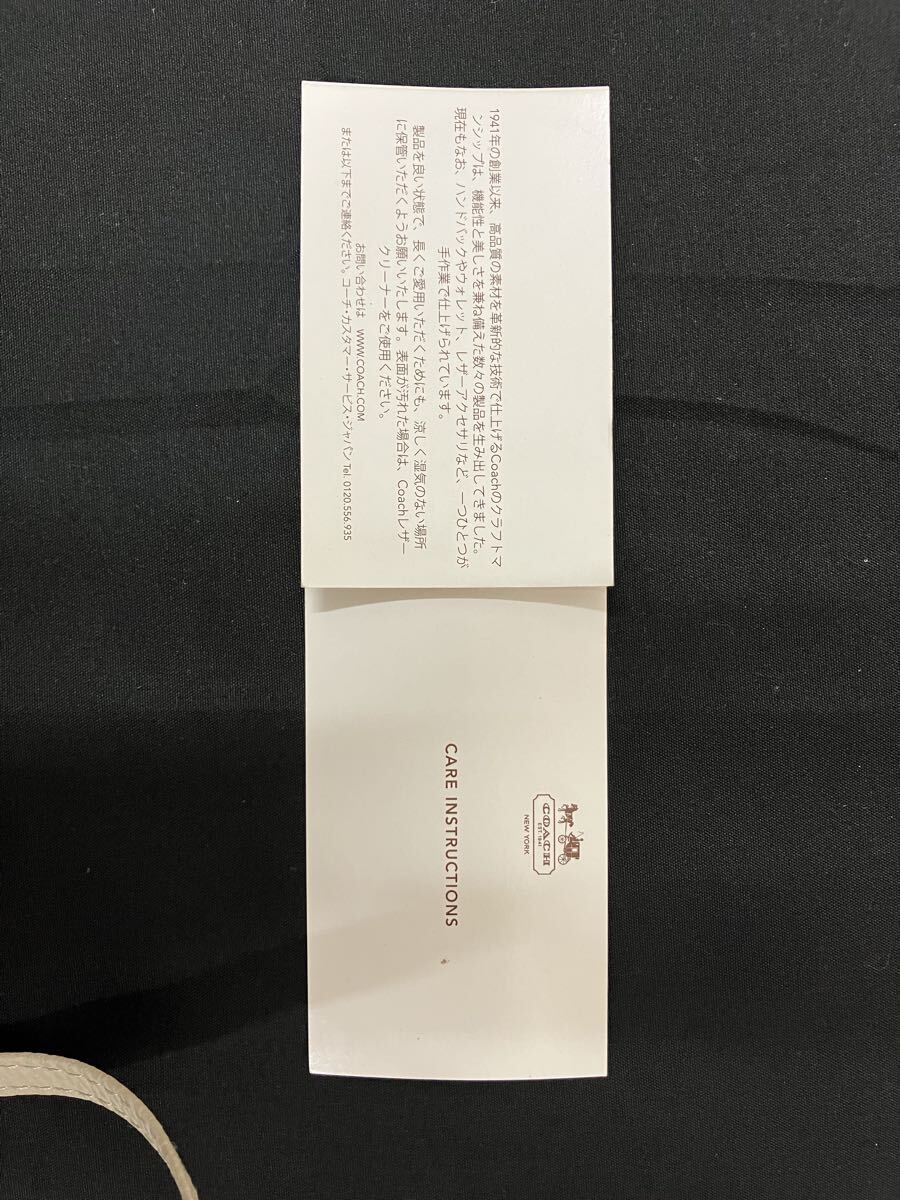 1941年の創業以来、高品質の素材を革新的な技術で仕上げるCoachのクラフトマ
ンシップは、機能性と美しさを兼ね備えた数々の製品を生み出してきました。
現在もなお、ハンドバックやウォレット、レザーアクセサリなど、一つひとつが
手作業で仕上げられています。
製品を良い状態で、長くご愛用いただくためにも、涼しく湿気のない場所
に保管いただくようお願いいたします。表面が汚れた場合は、Coachレザー
クリーナーをご使用ください。
お問い合わせは WWW.COACH.COM
または以下までご連絡ください。コーチ・カスタマー・サービス・ジャパン Tel: 0120.556.935
COACH
EST. 1941
NEW YORK
CARE INSTRUCTIONS